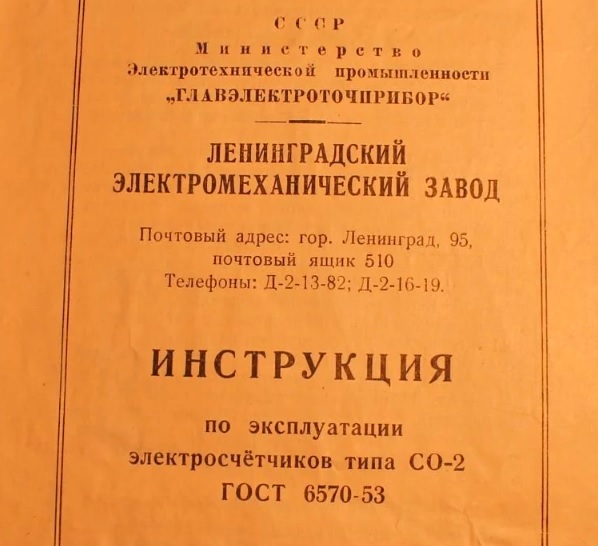 СССР
Министерство
Электротехнической промышленности
„ГЛАВЭЛЕКТРОТОЧПРИБОР“
ЛЕНИНГРАДСКИЙ
ЭЛЕКТРОМЕХАНИЧЕСКИЙ ЗАВОД
Почтовый адрес: гор. Ленинград, 95,
почтовый ящик 510
Телефоны: Д-2-13-82; Д-2-16-19.
ИНСТРУКЦИЯ
по эксплуатации
электросчётчиков типа СО-2
ГОСТ 6570-53